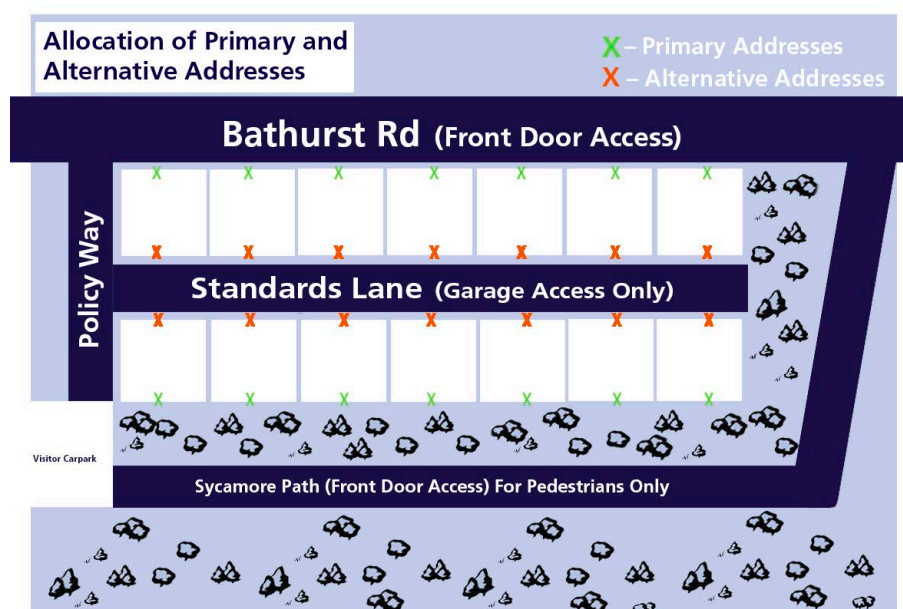 Allocation of Primary and
Alternative Addresses
X – Primary Addresses
X – Alternative Addresses
Bathurst Rd (Front Door Access)
X X X X X X X
Policy Way
X X X X X X X
Standards Lane (Garage Access Only)
X X X X X X X
X X X X X X X
Visitor Carpark
Sycamore Path (Front Door Access) For Pedestrians Only